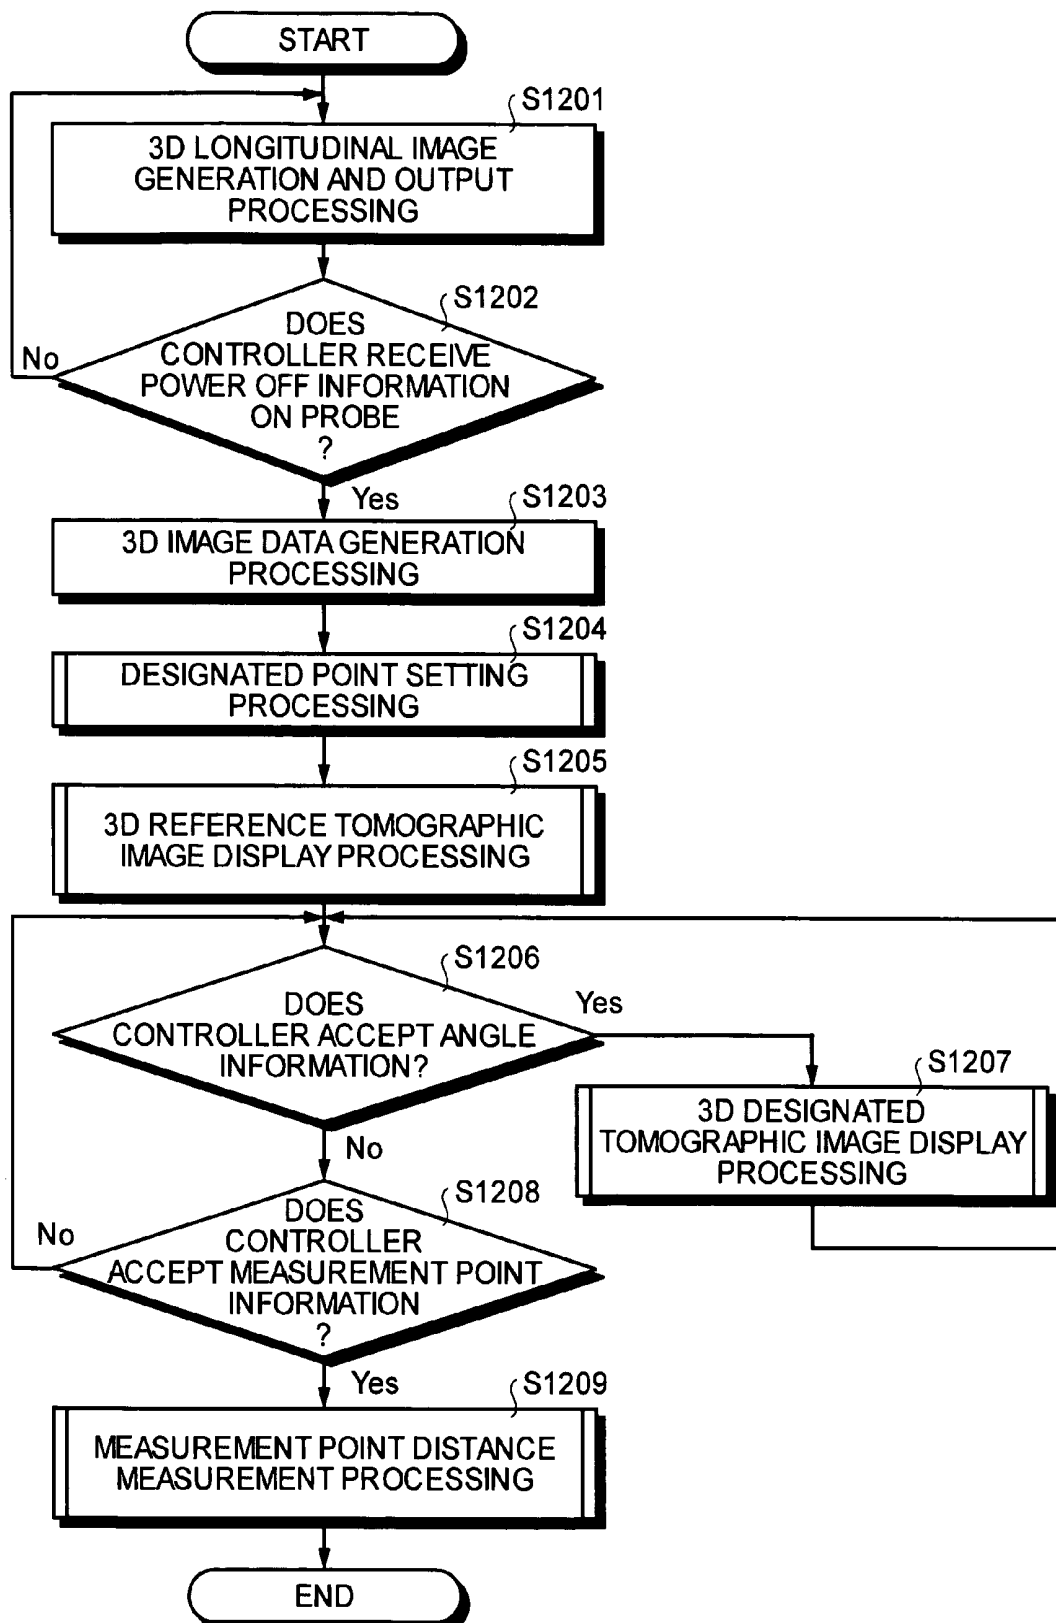 START
S1201
3D LONGITUDINAL IMAGE
GENERATION AND OUTPUT
PROCESSING
S1202
DOES
CONTROLLER RECEIVE
POWER OFF INFORMATION
ON PROBE
?
No
Yes
S1203
3D IMAGE DATA GENERATION
PROCESSING
S1204
DESIGNATED POINT SETTING
PROCESSING
S1205
3D REFERENCE TOMOGRAPHIC
IMAGE DISPLAY PROCESSING
S1206
DOES
CONTROLLER ACCEPT ANGLE
INFORMATION?
Yes
S1207
3D DESIGNATED
TOMOGRAPHIC IMAGE DISPLAY
PROCESSING
No
S1208
DOES
CONTROLLER
ACCEPT MEASUREMENT POINT
INFORMATION
?
No
Yes
S1209
MEASUREMENT POINT DISTANCE
MEASUREMENT PROCESSING
END